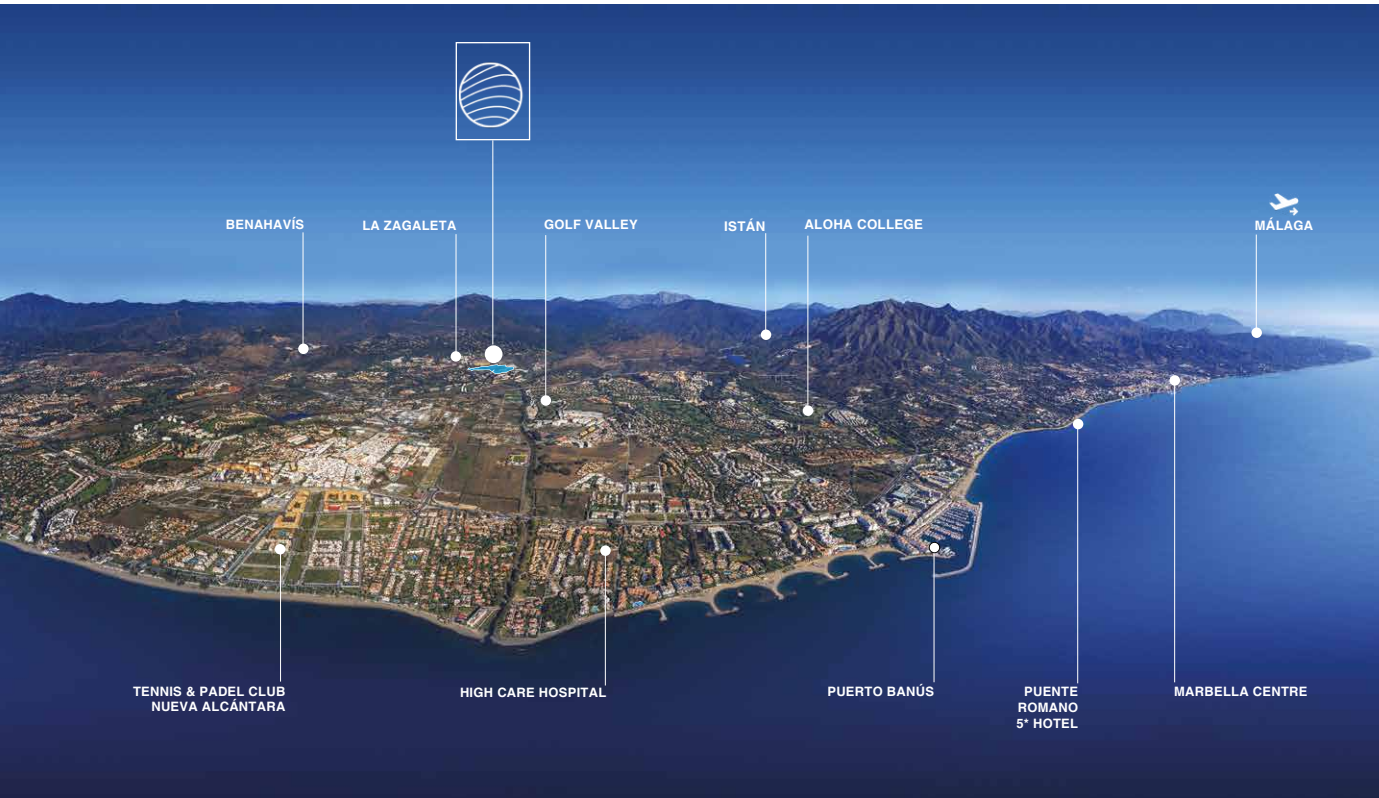 BENAHAVÍS
LA ZAGALETA
GOLF VALLEY
ISTÁN
ALOHA COLLEGE
MÁLAGA
TENNIS & PADEL CLUB
NUEVA ALCÁNTARA
HIGH CARE HOSPITAL
PUERTO BANÚS
PUENTE
ROMANO
5* HOTEL
MARBELLA CENTRE